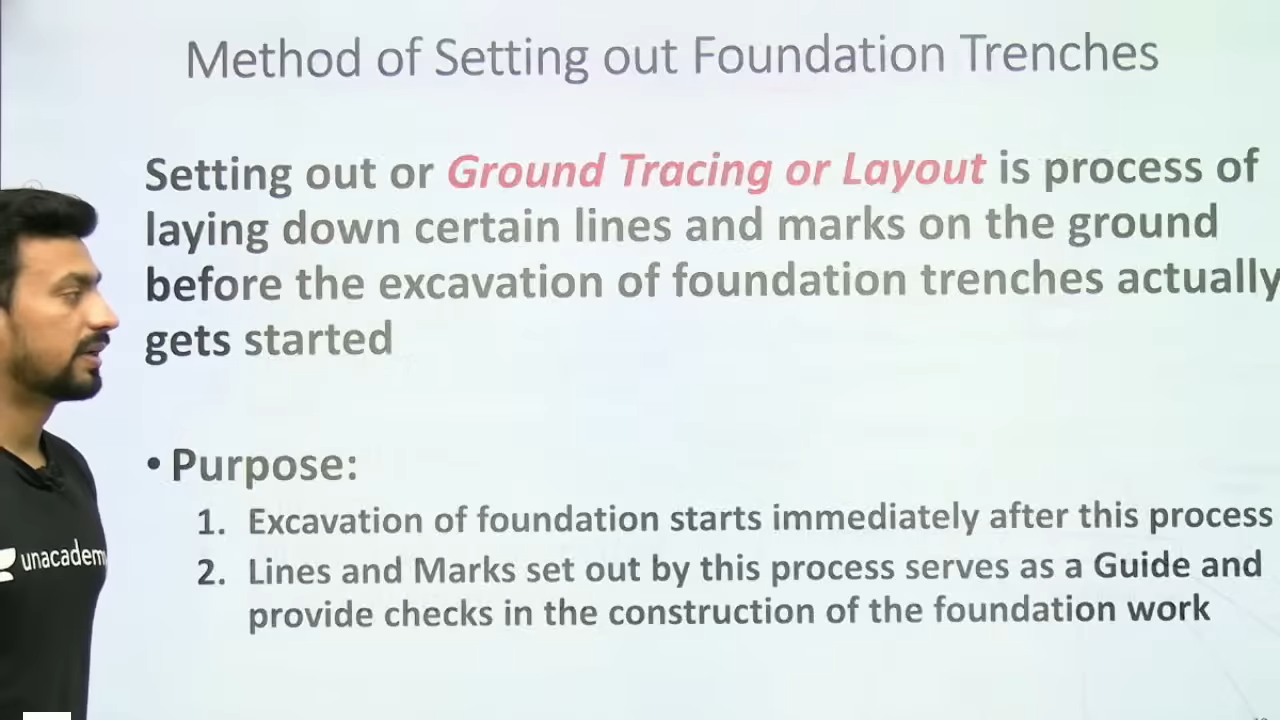 Method of Setting out Foundation Trenches
Setting out or Ground Tracing or Layout is process of
laying down certain lines and marks on the ground
before the excavation of foundation trenches actually
gets started
• Purpose:
1. Excavation of foundation starts immediately after this process
2. Lines and Marks set out by this process serves as a Guide and
provide checks in the construction of the foundation work
unacadem